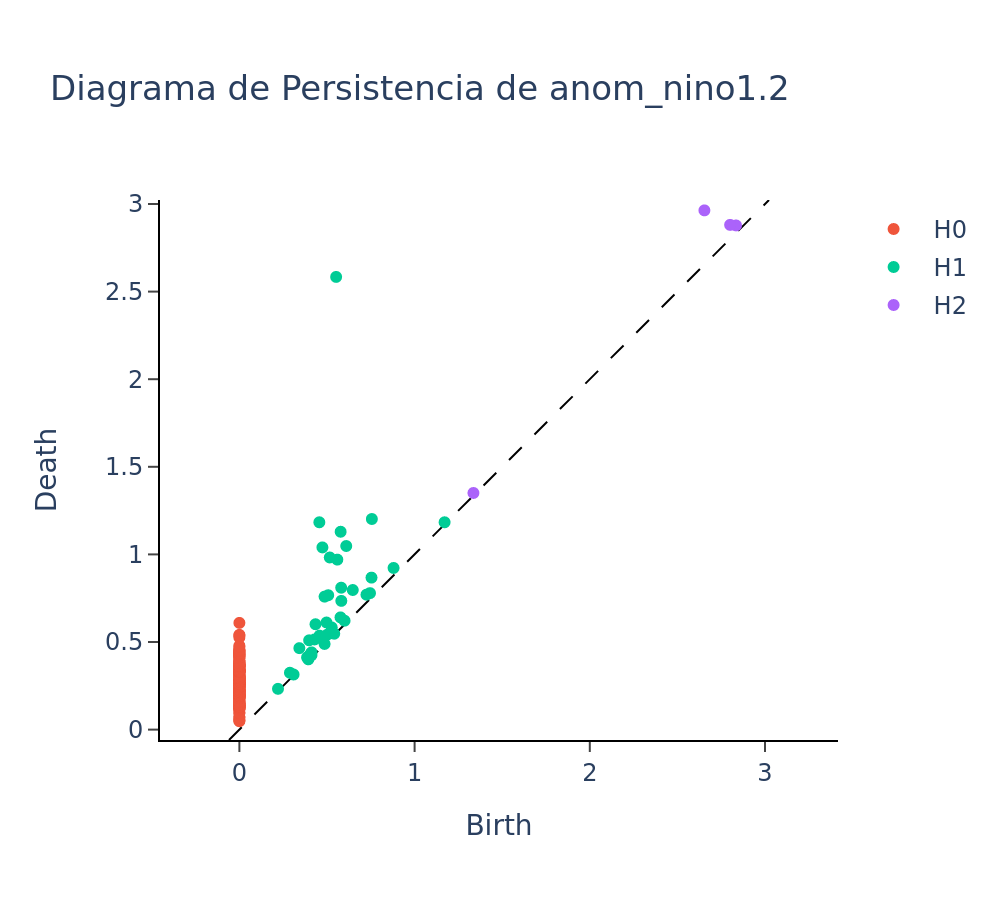 Diagrama de Persistencia de anom_nino1.2
3
2.5
2
1.5
1
0.5
0
Death
0 1 2 3
Birth
H0
H1
H2